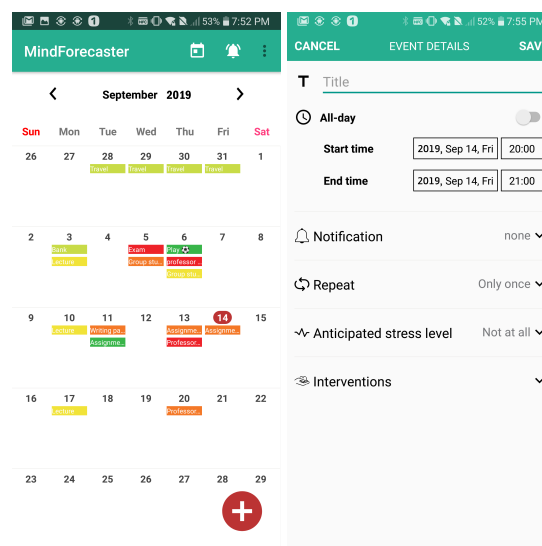 1 53% 7:52 PM
MindForecaster
September 2019
Sun Mon Tue Wed Thu Fri Sat
26 27 28 29 30 31 1
Travel Travel Travel Travel
2 3 4 5 6 7 8
Bank Exam Play
Lecture Group stu... professor ...
Group stu...
9 10 11 12 13 14 15
Lecture Writing pa... Assignme... Assignme...
Assignme... Professor...
16 17 18 19 20 21 22
Lecture Professor...
23 24 25 26 27 28 29
1 52% 7:55 PM
CANCEL EVENT DETAILS SAV
T Title
All-day
Start time 2019, Sep 14, Fri 20:00
End time 2019, Sep 14, Fri 21:00
Notification none
Repeat Only once
Anticipated stress level Not at all
Interventions